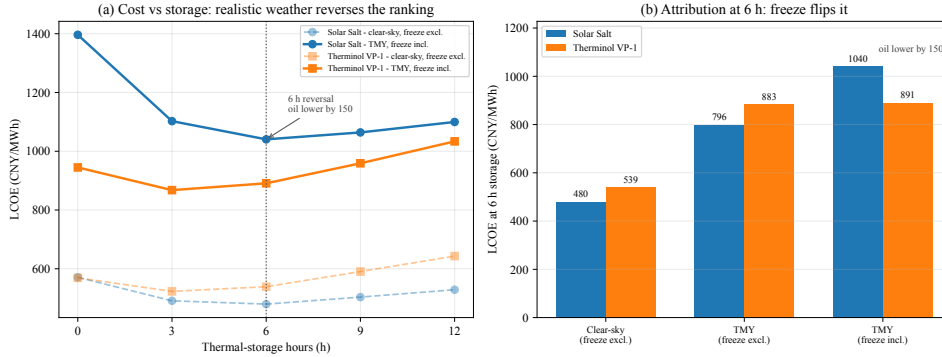 (a) Cost vs storage: realistic weather reverses the ranking
1400
1200
1000
800
600
LCOE (CNY/MWh)
0
3
6
9
12
Thermal-storage hours (h)
Solar Salt - clear-sky, freeze excl.
Solar Salt - TMY, freeze incl.
Therminol VP-1 - clear-sky, freeze excl.
Therminol VP-1 - TMY, freeze incl.
6 h reversal
oil lower by 150
(b) Attribution at 6 h: freeze flips it
Solar Salt
Therminol VP-1
oil lower by 150
1200
1000
800
600
400
200
0
LCOE at 6 h storage (CNY/MWh)
480
539
796
883
1040
891
Clear-sky
(freeze excl.)
TMY
(freeze excl.)
TMY
(freeze incl.)